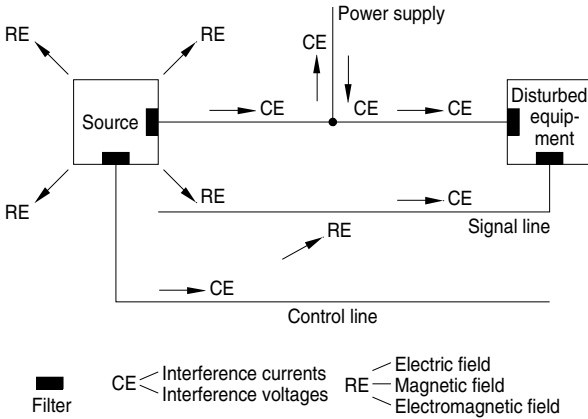 Power supply
RE
RE
CE
Source
CE
CE
CE
Disturbed
equip-
ment
RE
RE
CE
Signal line
RE
CE
Control line
Filter
CE
Interference currents
Interference voltages
RE
Electric field
Magnetic field
Electromagnetic field